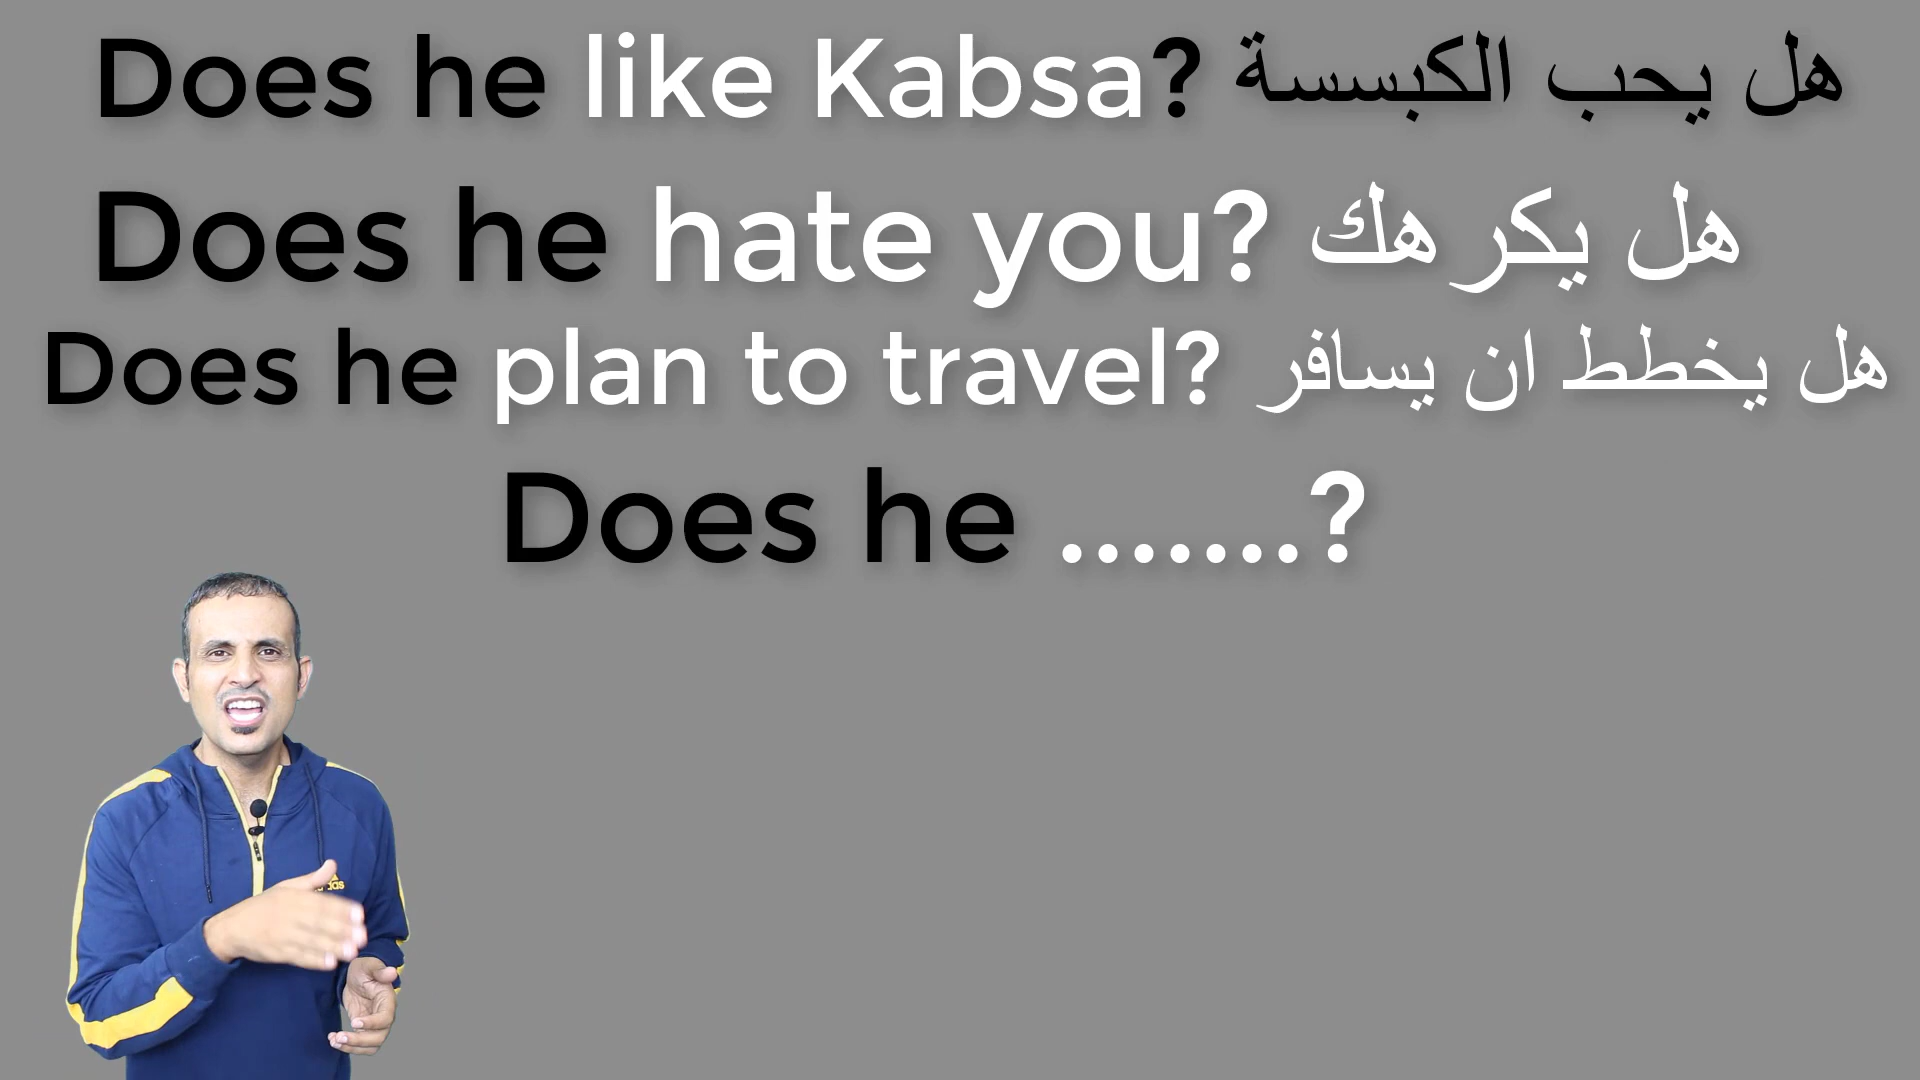 Does he like Kabsa? هل يحب الكبسسة
Does he hate you? هل يكرهك
Does he plan to travel? هل يخطط ان يسافر
Does he .......?